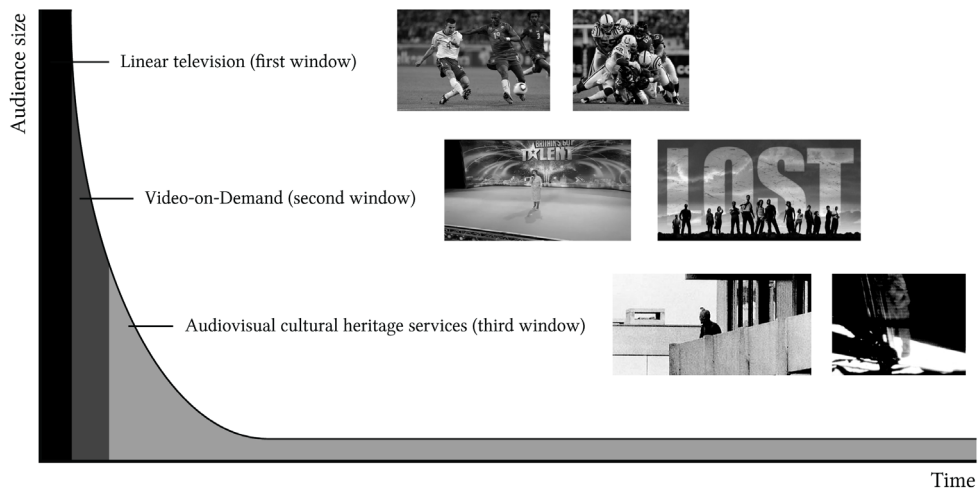 Audience size
Linear television (first window)
BRITAIN'S GOT
TALENT
Video-on-Demand (second window)
LOST
Audiovisual cultural heritage services (third window)
Time